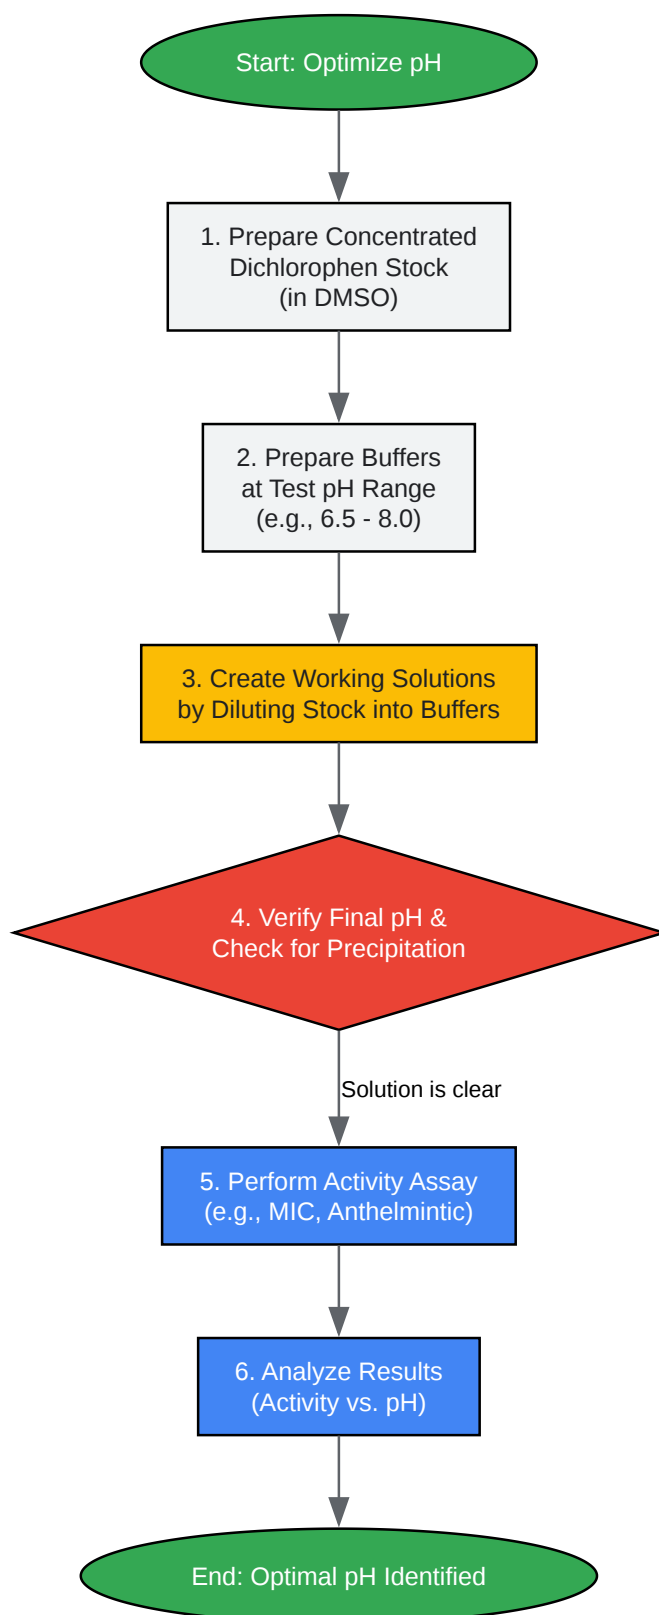 Start: Optimize pH
1. Prepare Concentrated
Dichlorophen Stock
(in DMSO)
2. Prepare Buffers
at Test pH Range
(e.g., 6.5 - 8.0)
3. Create Working Solutions
by Diluting Stock into Buffers
4. Verify Final pH &
Check for Precipitation
Solution is clear
5. Perform Activity Assay
(e.g., MIC, Anthelmintic)
6. Analyze Results
(Activity vs. pH)
End: Optimal pH Identified